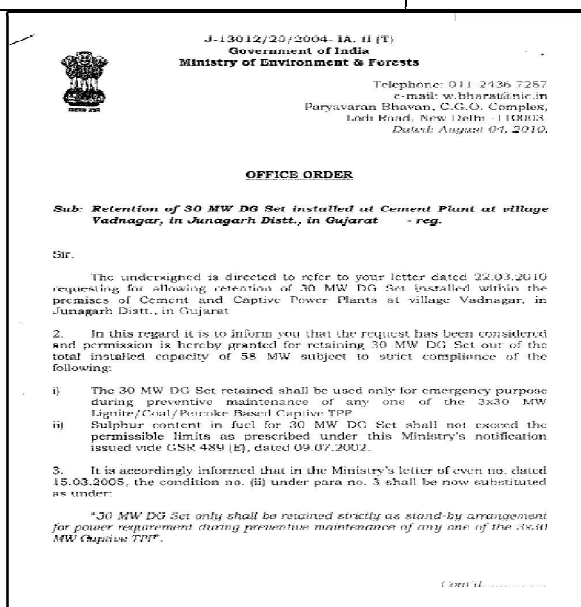 J-13012/20/2004- IA. II (T)
Government of India
Ministry of Environment & Forests
Telephone: 011-2436 7287
e-mail: w.bharat@nic.in
Paryavaran Bhavan, C.G.O. Complex,
Lodi Road, New Delhi -110003.
Dated: August 04, 2010.
OFFICE ORDER
Sub: Retention of 30 MW DG Set installed at Cement Plant at village
Vadnagar, in Junagarh Distt., in Gujarat - reg.
Sir,
The undersigned is directed to refer to your letter dated 22.03.2010
requesting for allowing retention of 30 MW DG Set installed within the
premises of Cement and Captive Power Plants at village Vadnagar, in
Junagarh Distt., in Gujarat
2. In this regard it is to inform you that the request has been considered
and permission is hereby granted for retaining 30 MW DG Set out of the
total installed capacity of 58 MW subject to strict compliance of the
following:
i) The 30 MW DG Set retained shall be used only for emergency purpose
during preventive maintenance of any one of the 3x30 MW
Lignite/Coal/Petcoke Based Captive TPP
ii) Sulphur content in fuel for 30 MW DG Set shall not exceed the
permissible limits as prescribed under this Ministry's notification
issued vide GSR 489 (E), dated 09.07.2002.
3. It is accordingly informed that in the Ministry's letter of even no. dated
15.03.2005, the condition no. (ii) under para no. 3 shall be now substituted
as under:
"30 MW DG Set only shall be retained strictly as stand-by arrangement
for power requirement during preventive maintenance of any one of the 3x30
MW Captive TPP".
Cont'd..............